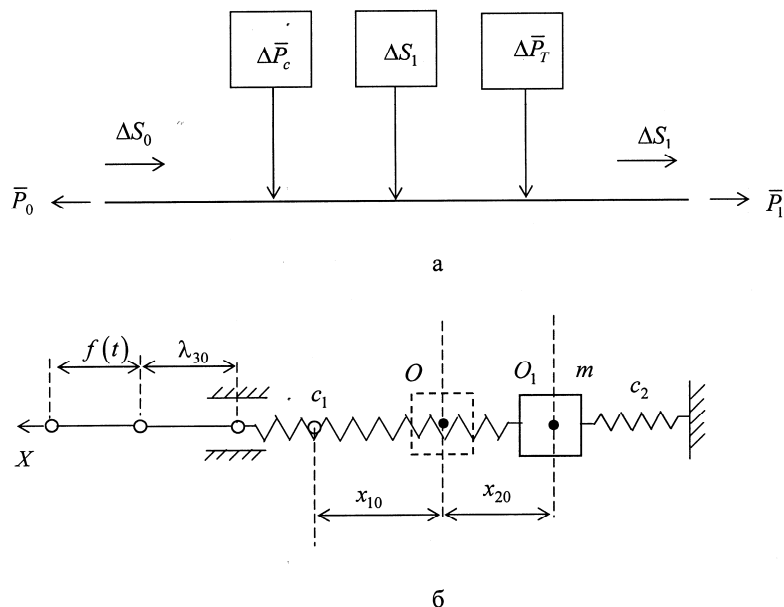 ΔP̄c ΔS₁ ΔP̄T
ΔS₀ ΔS₁
P̄₀ P̄₁
а
f(t) λ₃₀
c₁ O O₁ m c₂
X
x₁₀ x₂₀
б